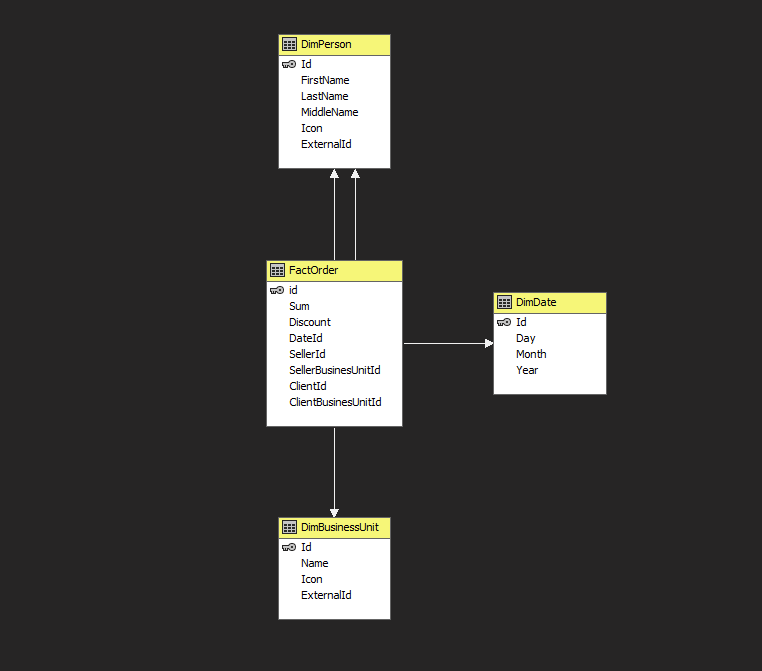 DimPerson
Id
FirstName
LastName
MiddleName
Icon
ExternalId
FactOrder
id
Sum
Discount
DateId
SellerId
SellerBusinesUnitId
ClientId
ClientBusinesUnitId
DimDate
Id
Day
Month
Year
DimBusinessUnit
Id
Name
Icon
ExternalId